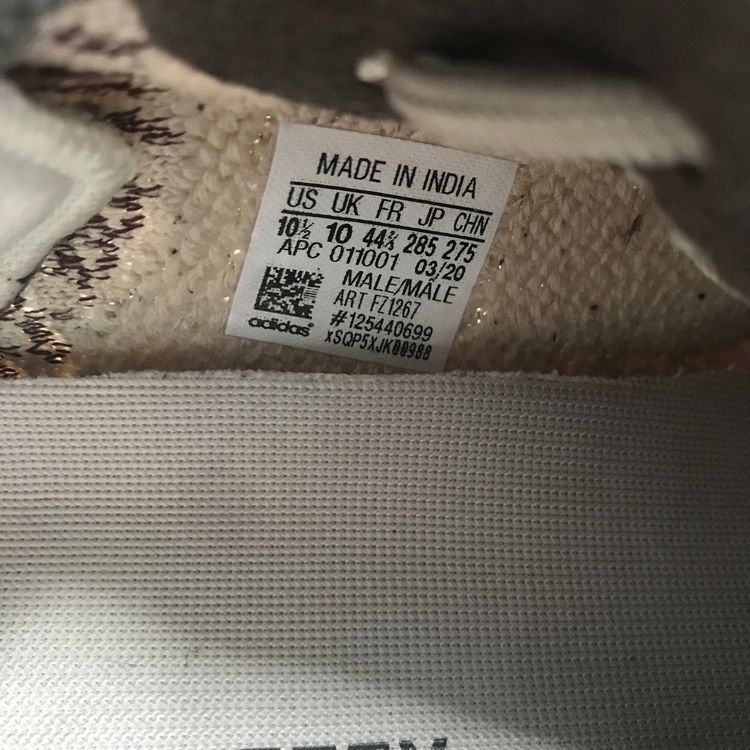 MADE IN INDIA
US UK FR JP CHN
10½ 10 44⅔ 285 275
APC 011001 03/20
MALE/MÂLE
ART FZ1267
#125440699
xSQP5XJK00988
adidas